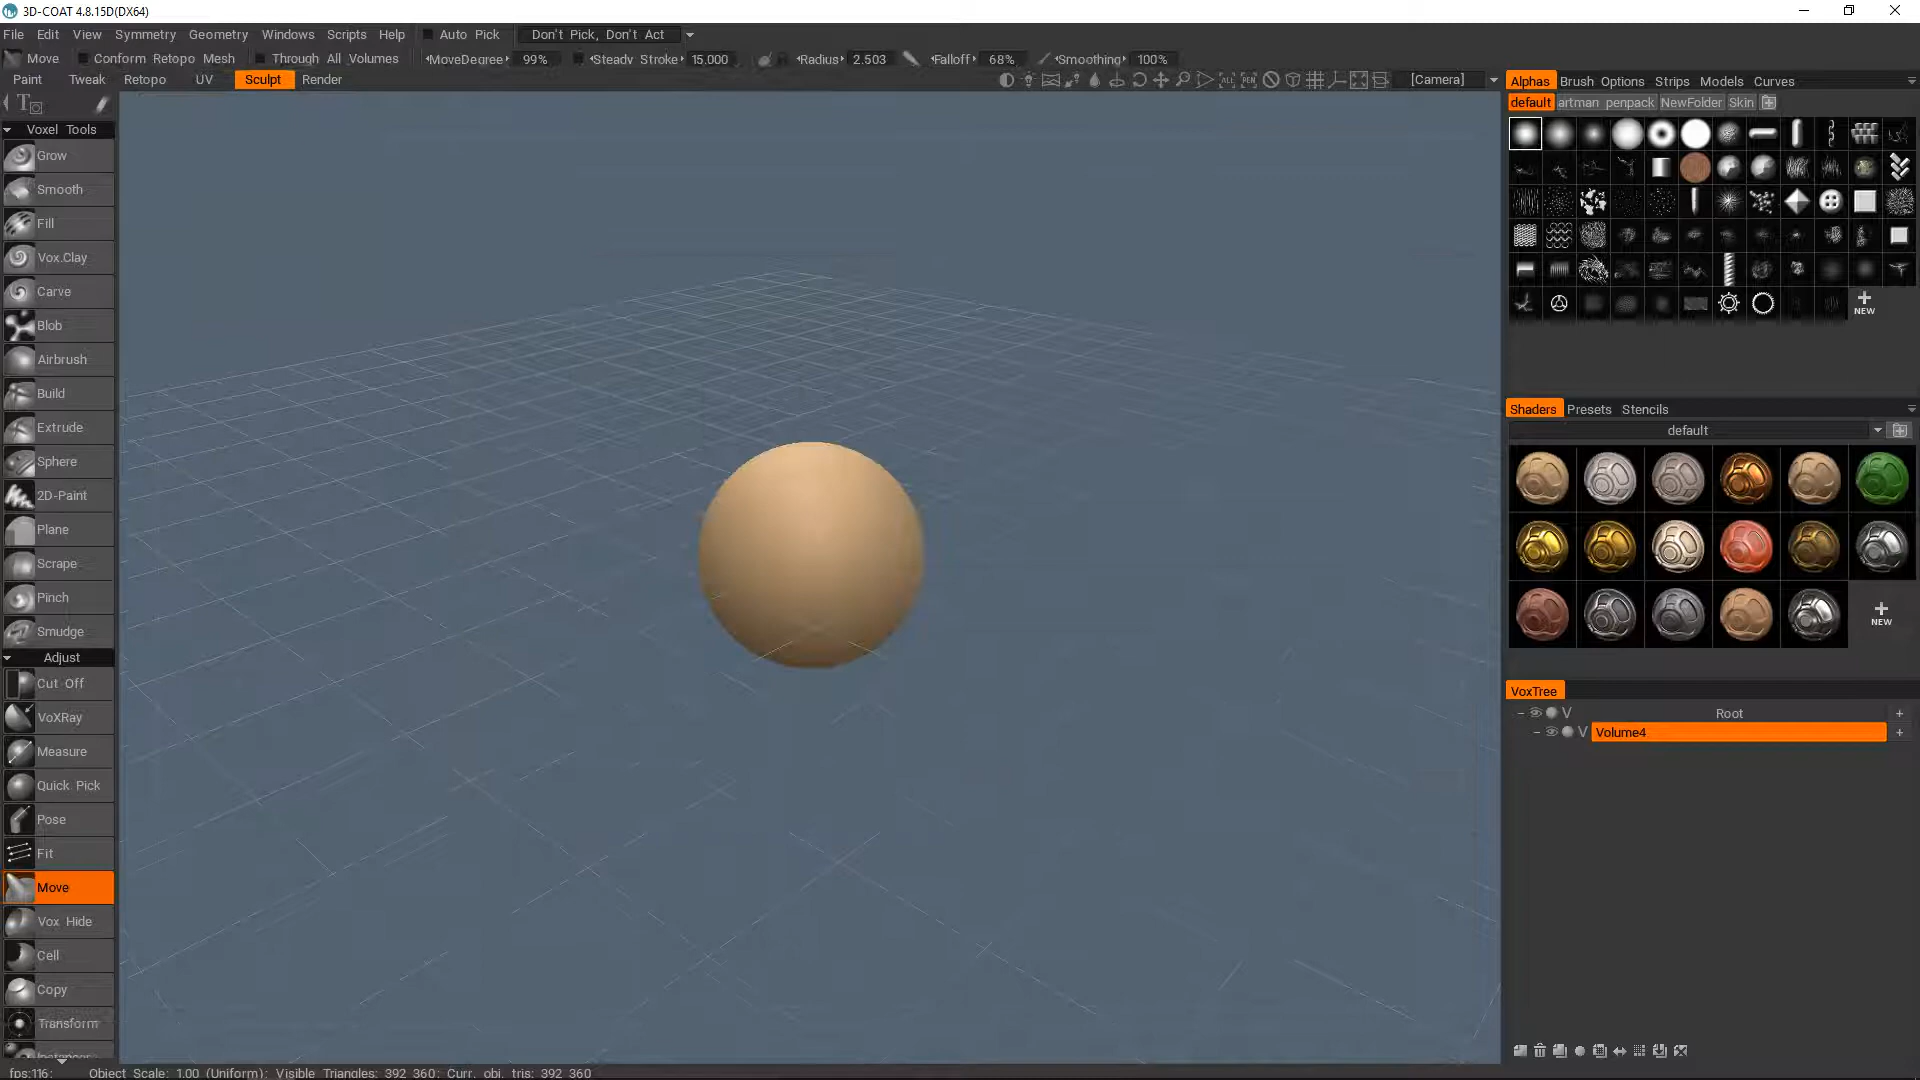 3D-COAT 4.8.15D(DX64)
File Edit View Symmetry Geometry Windows Scripts Help Auto Pick Don't Pick, Don't Act
Move Conform Retopo Mesh Through All Volumes MoveDegree 99% Steady Stroke 15.000 Radius 2.503 Falloff 68% Smoothing 100%
Paint Tweak Retopo UV Sculpt Render [Camera]
Voxel Tools
Grow
Smooth
Fill
Vox.Clay
Carve
Blob
Airbrush
Build
Extrude
Sphere
2D-Paint
Plane
Scrape
Pinch
Smudge
Adjust
Cut Off
VoXRay
Measure
Quick Pick
Pose
Fit
Move
Vox Hide
Cell
Copy
Transform
Alphas Brush Options Strips Models Curves
default artman penpack NewFolder Skin
ALL PEN
NEW
Shaders Presets Stencils
default
NEW
VoxTree
V Root +
V Volume4 +
fps:116: Object Scale: 1.00 (Uniform); Visible Triangles: 392 360; Curr. obj. tris: 392 360